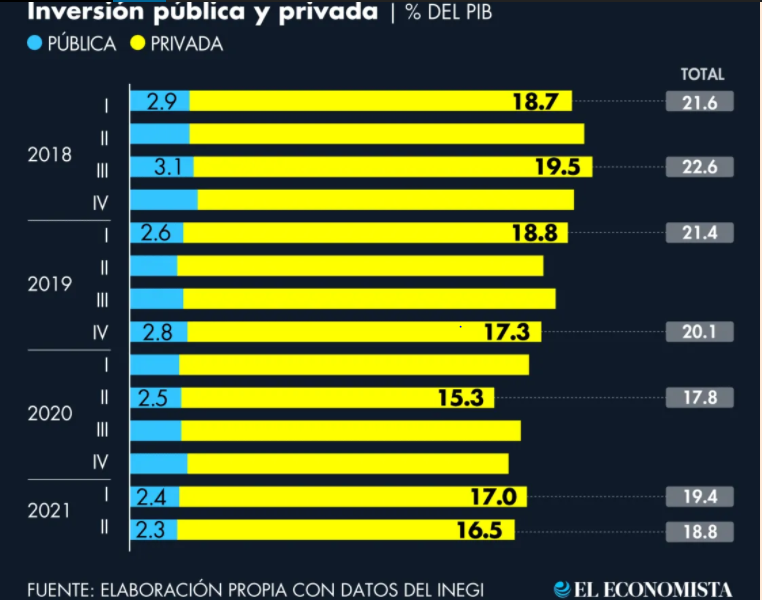 Inversión pública y privada | % DEL PIB
PÚBLICA PRIVADA
TOTAL
2018
I 2.9 18.7 21.6
II
III 3.1 19.5 22.6
IV
2019
I 2.6 18.8 21.4
II
III
IV 2.8 17.3 20.1
2020
I
II 2.5 15.3 17.8
III
IV
2021
I 2.4 17.0 19.4
II 2.3 16.5 18.8
FUENTE: ELABORACIÓN PROPIA CON DATOS DEL INEGI
EL ECONOMISTA